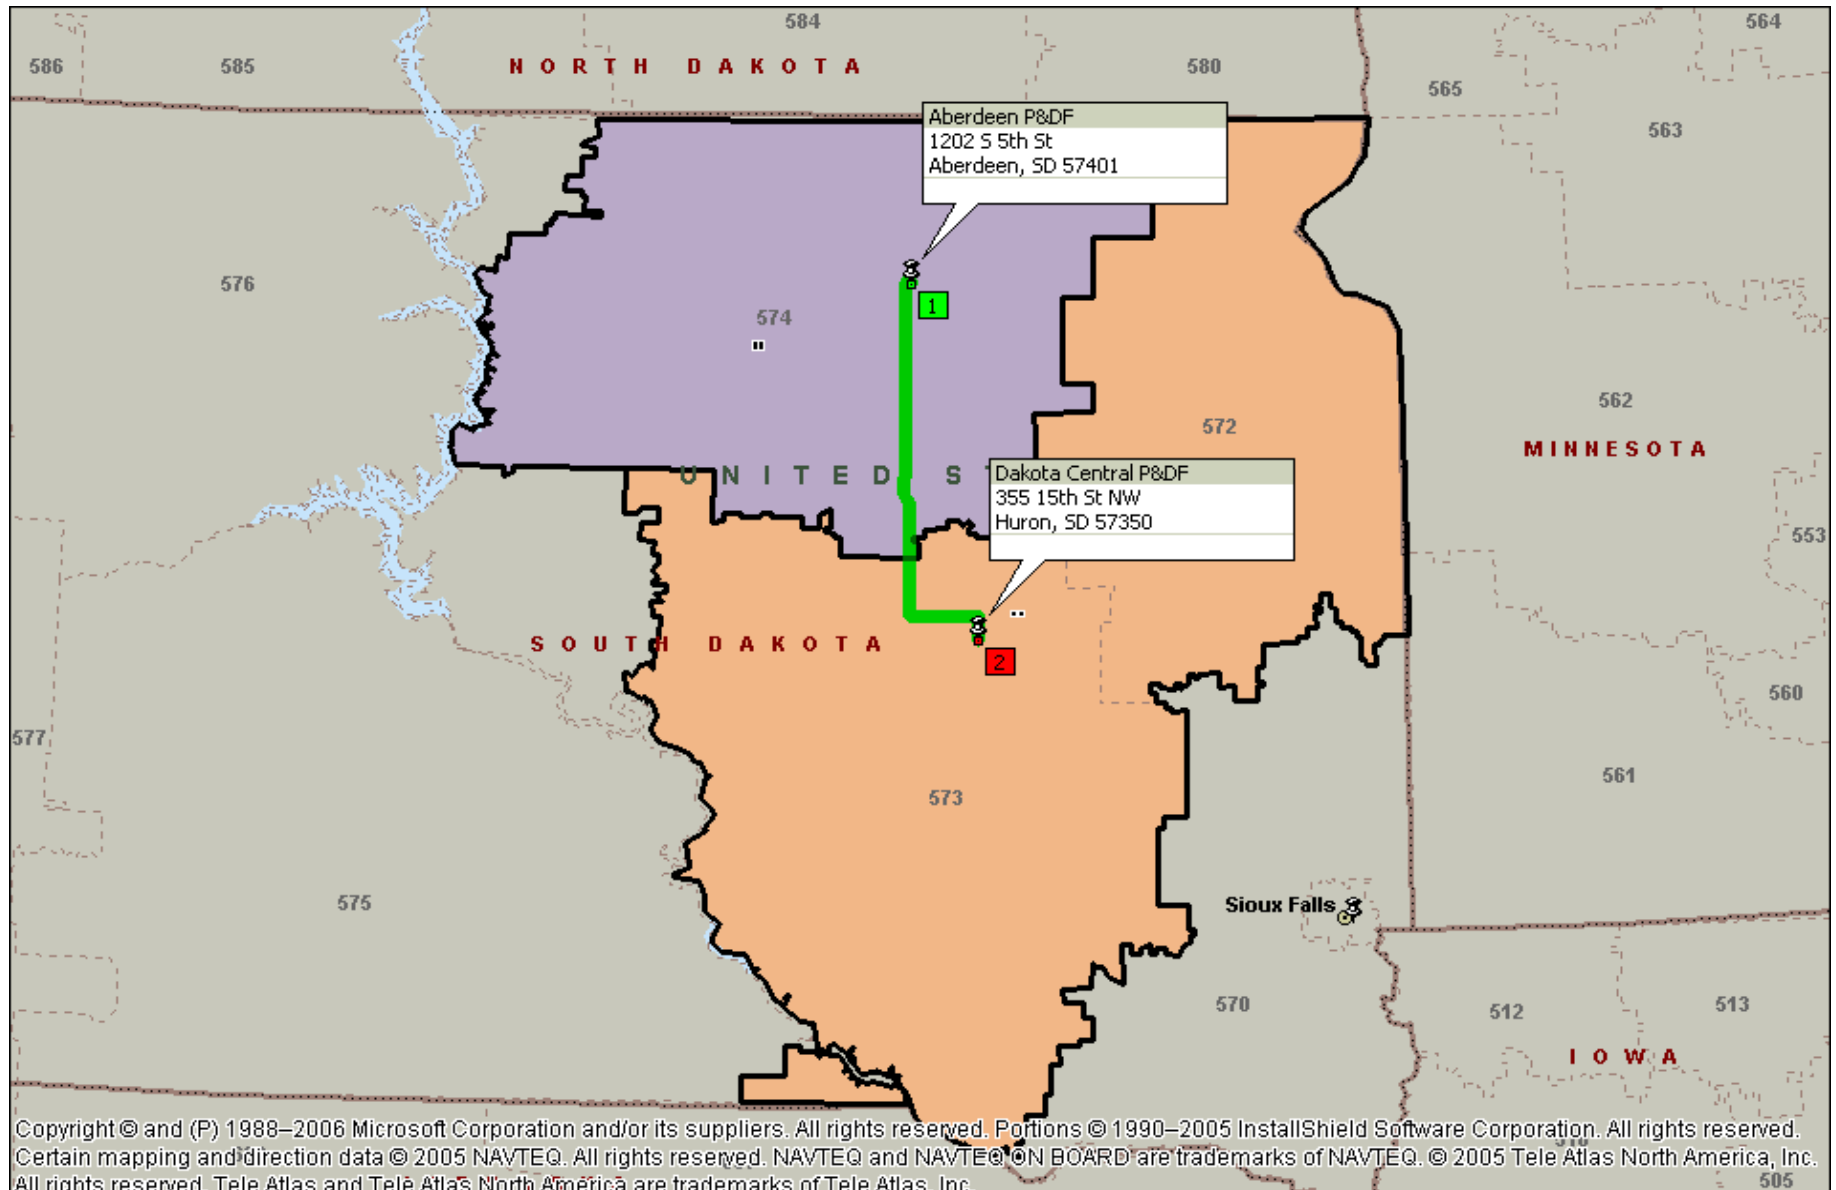 584
564
586
585
NORTH DAKOTA
580
565
563
Aberdeen P&DF
1202 S 5th St
Aberdeen, SD 57401
576
1
574
562
572
MINNESOTA
UNITED ST
Dakota Central P&DF
355 15th St NW
Huron, SD 57350
553
SOUTH DAKOTA
2
560
577
561
573
575
Sioux Falls
570
512
513
IOWA
Copyright © and (P) 1988–2006 Microsoft Corporation and/or its suppliers. All rights reserved. Portions © 1990–2005 InstallShield Software Corporation. All rights reserved.
Certain mapping and direction data © 2005 NAVTEQ. All rights reserved. NAVTEQ and NAVTEQ ON BOARD are trademarks of NAVTEQ. © 2005 Tele Atlas North America, Inc.
All rights reserved. Tele Atlas and Tele Atlas North America are trademarks of Tele Atlas, Inc.
505